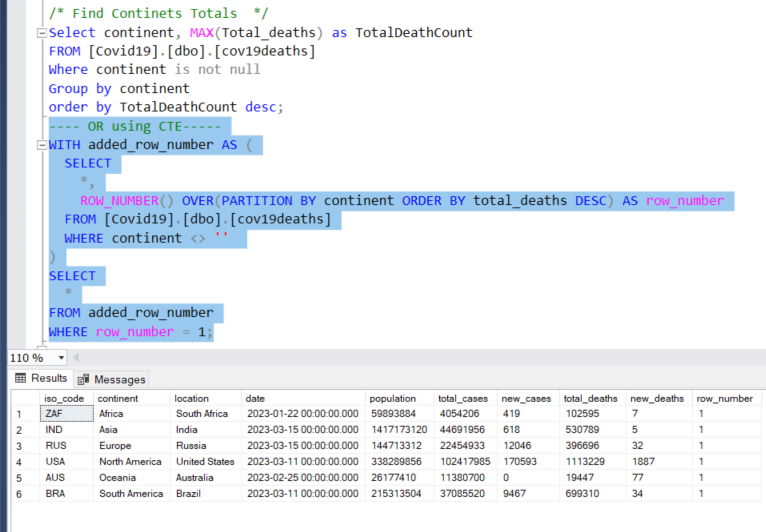 /* Find Continets Totals  */
Select continent, MAX(Total_deaths) as TotalDeathCount
FROM [Covid19].[dbo].[cov19deaths]
Where continent is not null
Group by continent
order by TotalDeathCount desc;
---- OR using CTE-----
WITH added_row_number AS (
SELECT
*,
ROW_NUMBER() OVER(PARTITION BY continent ORDER BY total_deaths DESC) AS row_number
FROM [Covid19].[dbo].[cov19deaths]
WHERE continent <> ''
)
SELECT
*
FROM added_row_number
WHERE row_number = 1;
110 %
Results Messages
iso_code continent location date population total_cases new_cases total_deaths new_deaths row_number
1 ZAF Africa South Africa 2023-01-22 00:00:00.000 59893884 4054206 419 102595 7 1
2 IND Asia India 2023-03-15 00:00:00.000 1417173120 44691956 618 530789 5 1
3 RUS Europe Russia 2023-03-15 00:00:00.000 144713312 22454933 12046 396696 32 1
4 USA North America United States 2023-03-11 00:00:00.000 338289856 102417985 170593 1113229 1887 1
5 AUS Oceania Australia 2023-02-25 00:00:00.000 26177410 11380700 0 19447 77 1
6 BRA South America Brazil 2023-03-11 00:00:00.000 215313504 37085520 9467 699310 34 1